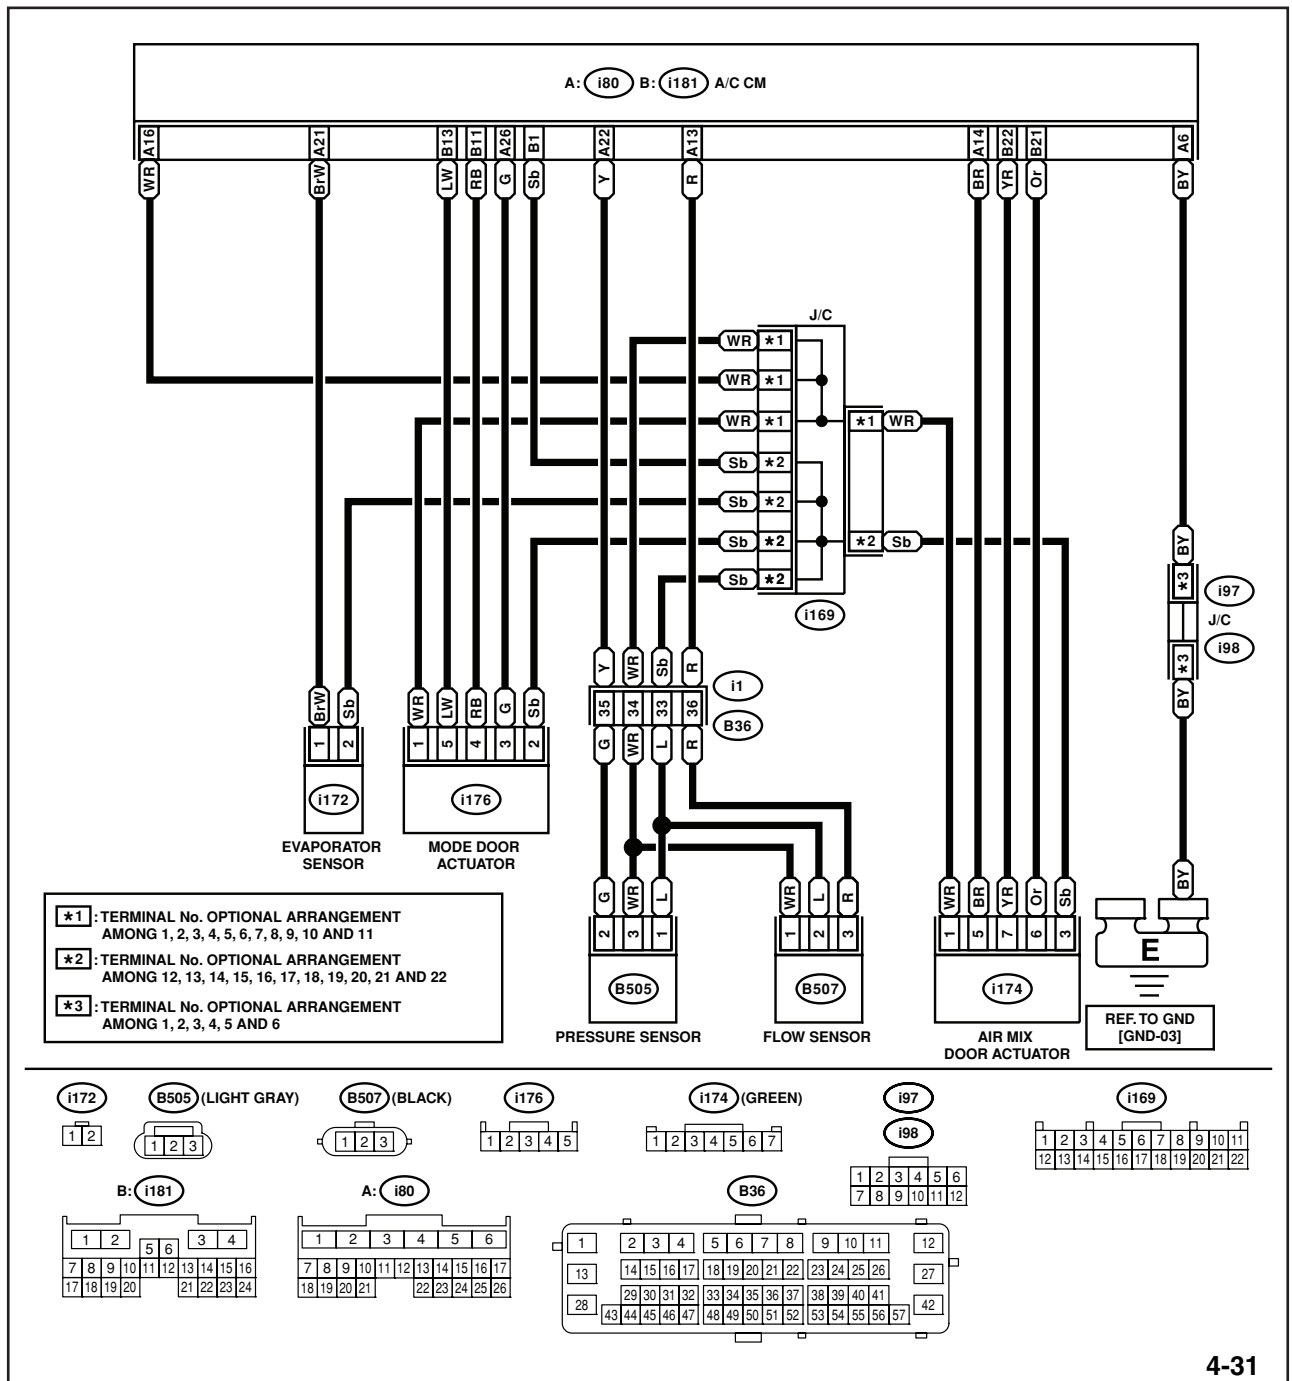 A: i80 B: i181 A/C CM
A16 A21 B13 B11 A26 B1 A22 A13 A14 B22 B21 A6
WR BrW LW RB G Sb Y R BR YR Or BY
J/C
WR *1
WR *1
WR *1 *1 WR
Sb *2
Sb *2
Sb *2 *2 Sb
Sb *2
i169
BY
*3 i97
J/C
*3 i98
BY
Y WR Sb R
i1
35 34 33 36
B36
G WR L R
BrW Sb WR LW RB G Sb
1 2 1 5 4 3 2
i172 i176
EVAPORATOR
SENSOR
MODE DOOR
ACTUATOR
G WR L WR L R WR BR YR Or Sb BY
2 3 1 1 2 3 1 5 7 6 3
E
B505 B507 i174
PRESSURE SENSOR
FLOW SENSOR
AIR MIX
DOOR ACTUATOR
REF. TO GND
[GND-03]
*1 : TERMINAL No. OPTIONAL ARRANGEMENT
AMONG 1, 2, 3, 4, 5, 6, 7, 8, 9, 10 AND 11
*2 : TERMINAL No. OPTIONAL ARRANGEMENT
AMONG 12, 13, 14, 15, 16, 17, 18, 19, 20, 21 AND 22
*3 : TERMINAL No. OPTIONAL ARRANGEMENT
AMONG 1, 2, 3, 4, 5 AND 6
i172
1 2
B505 (LIGHT GRAY)
1 2 3
B507 (BLACK)
1 2 3
i176
1 2 3 4 5
i174 (GREEN)
1 2 3 4 5 6 7
i97
i98
1 2 3 4 5 6
7 8 9 10 11 12
i169
1 2 3 4 5 6 7 8 9 10 11
12 13 14 15 16 17 18 19 20 21 22
B: i181
1 2 3 4
5 6
7 8 9 10 11 12 13 14 15 16
17 18 19 20 21 22 23 24
A: i80
1 2 3 4 5 6
7 8 9 10 11 12 13 14 15 16 17
18 19 20 21 22 23 24 25 26
B36
1 2 3 4 5 6 7 8 9 10 11 12
13 14 15 16 17 18 19 20 21 22 23 24 25 26 27
28 29 30 31 32 33 34 35 36 37 38 39 40 41 42
43 44 45 46 47 48 49 50 51 52 53 54 55 56 57
4-31